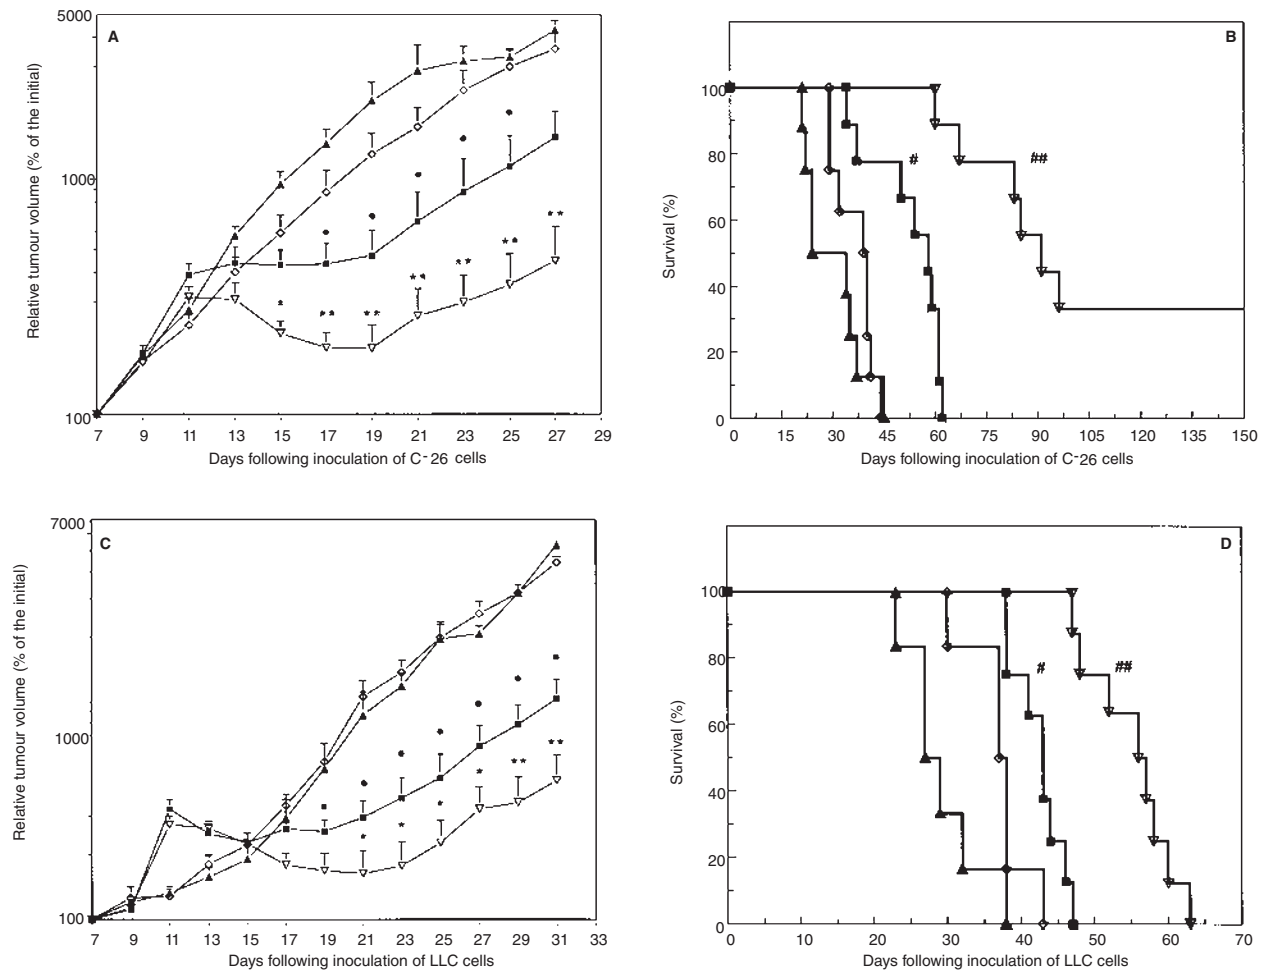 A
5000
1000
100
Relative tumour volume (% of the initial)
7 9 11 13 15 17 19 21 23 25 27 29
Days following inoculation of C-26 cells
* ** ** ** ** ** **
B
100
80
60
40
20
0
Survival (%)
# ##
0 15 30 45 60 75 90 105 120 135 150
Days following inoculation of C-26 cells
C
7000
1000
100
Relative tumour volume (% of the initial)
7 9 11 13 15 17 19 21 23 25 27 29 31 33
Days following inoculation of LLC cells
* * * * ** **
D
100
80
60
40
20
0
Survival (%)
# ##
0 10 20 30 40 50 60 70
Days following inoculation of LLC cells